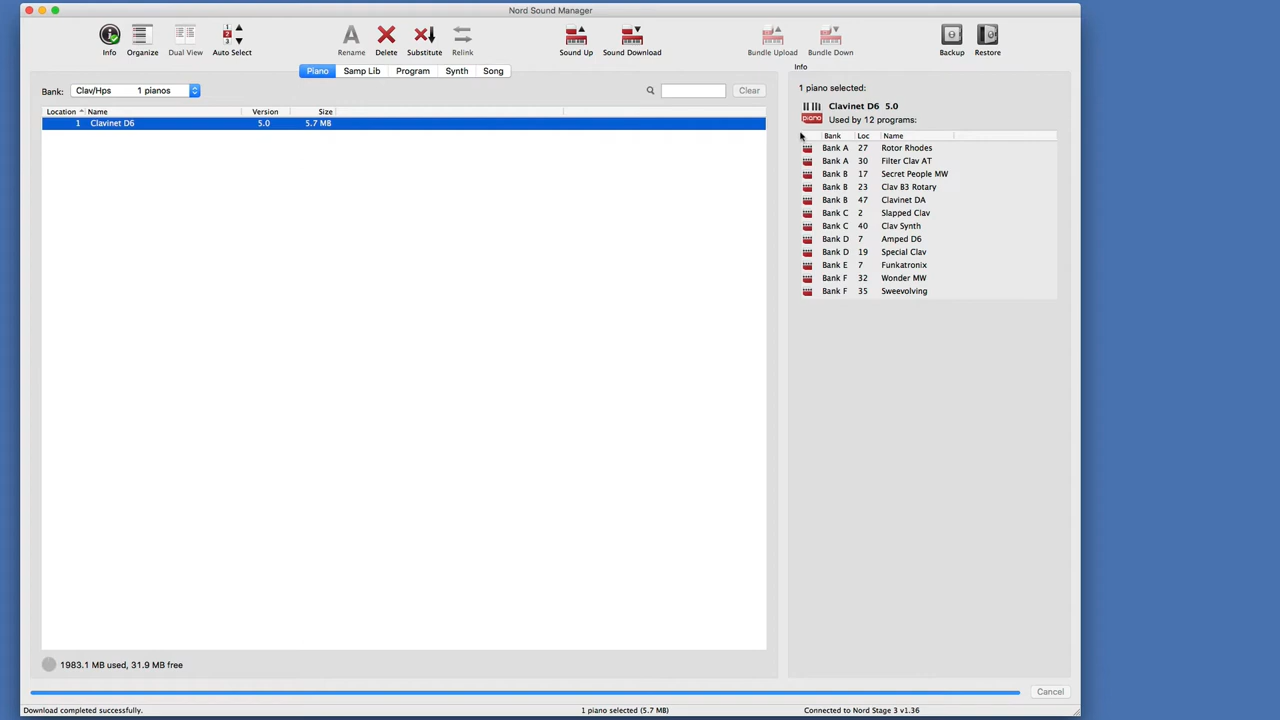 Nord Sound Manager
Info Organize Dual View Auto Select Rename Delete Substitute Relink Sound Up Sound Download Bundle Upload Bundle Down Backup Restore
Piano Samp Lib Program Synth Song
Bank: Clav/Hps 1 pianos Clear
Location Name Version Size
1 Clavinet D6 5.0 5.7 MB
1983.1 MB used, 31.9 MB free
Info
1 piano selected:
Clavinet D6 5.0
piano Used by 12 programs:
Bank Loc Name
Bank A 27 Rotor Rhodes
Bank A 30 Filter Clav AT
Bank B 17 Secret People MW
Bank B 23 Clav B3 Rotary
Bank B 47 Clavinet DA
Bank C 2 Slapped Clav
Bank C 40 Clav Synth
Bank D 7 Amped D6
Bank D 19 Special Clav
Bank E 7 Funkatronix
Bank F 32 Wonder MW
Bank F 35 Sweevolving
Cancel
Download completed successfully. 1 piano selected (5.7 MB) Connected to Nord Stage 3 v1.36